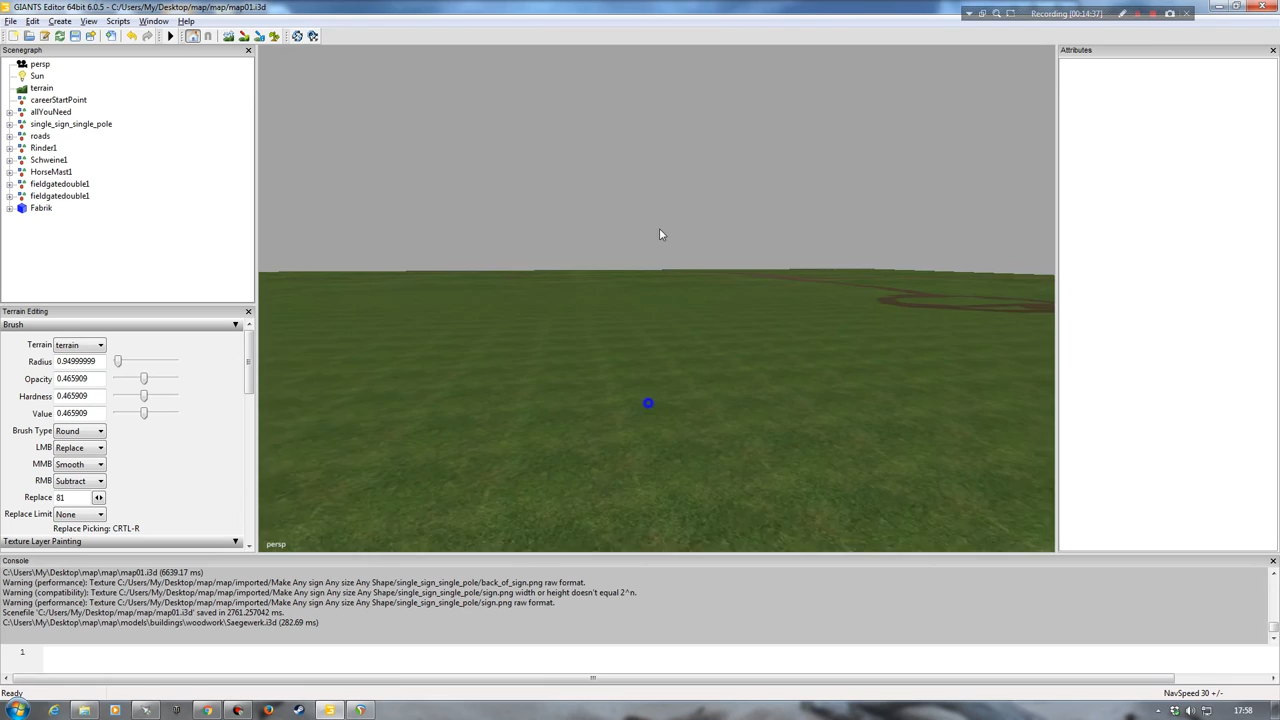 GIANTS Editor 64bit 6.0.5 - C:/Users/My/Desktop/map/map/map01.i3d
Recording [00:14:37]
File Edit Create View Scripts Window Help
Scenegraph
Attributes
persp
Sun
terrain
careerStartPoint
allYouNeed
single_sign_single_pole
roads
Rinder1
Schweine1
HorseMast1
fieldgatedouble1
fieldgatedouble1
Fabrik
Terrain Editing
Brush
Terrain terrain
Radius 0.94999999
Opacity 0.465909
Hardness 0.465909
Value 0.465909
Brush Type Round
LMB Replace
MMB Smooth
RMB Subtract
Replace 81
Replace Limit None
Replace Picking: CRTL-R
Texture Layer Painting
persp
Console
C:\Users\My\Desktop\map\map\map01.i3d (6639.17 ms)
Warning (performance): Texture C:/Users/My/Desktop/map/map/imported/Make Any sign Any size Any Shape/single_sign_single_pole/back_of_sign.png raw format.
Warning (compatibility): Texture C:/Users/My/Desktop/map/map/imported/Make Any sign Any size Any Shape/single_sign_single_pole/sign.png width or height doesn't equal 2^n.
Warning (performance): Texture C:/Users/My/Desktop/map/map/imported/Make Any sign Any size Any Shape/single_sign_single_pole/sign.png raw format.
Scenefile 'C:/Users/My/Desktop/map/map/map01.i3d' saved in 2761.257042 ms.
C:\Users\My\Desktop\map\map\models\buildings\woodwork\Saegewerk.i3d (282.69 ms)
1
Ready
NavSpeed 30 +/-
17:58